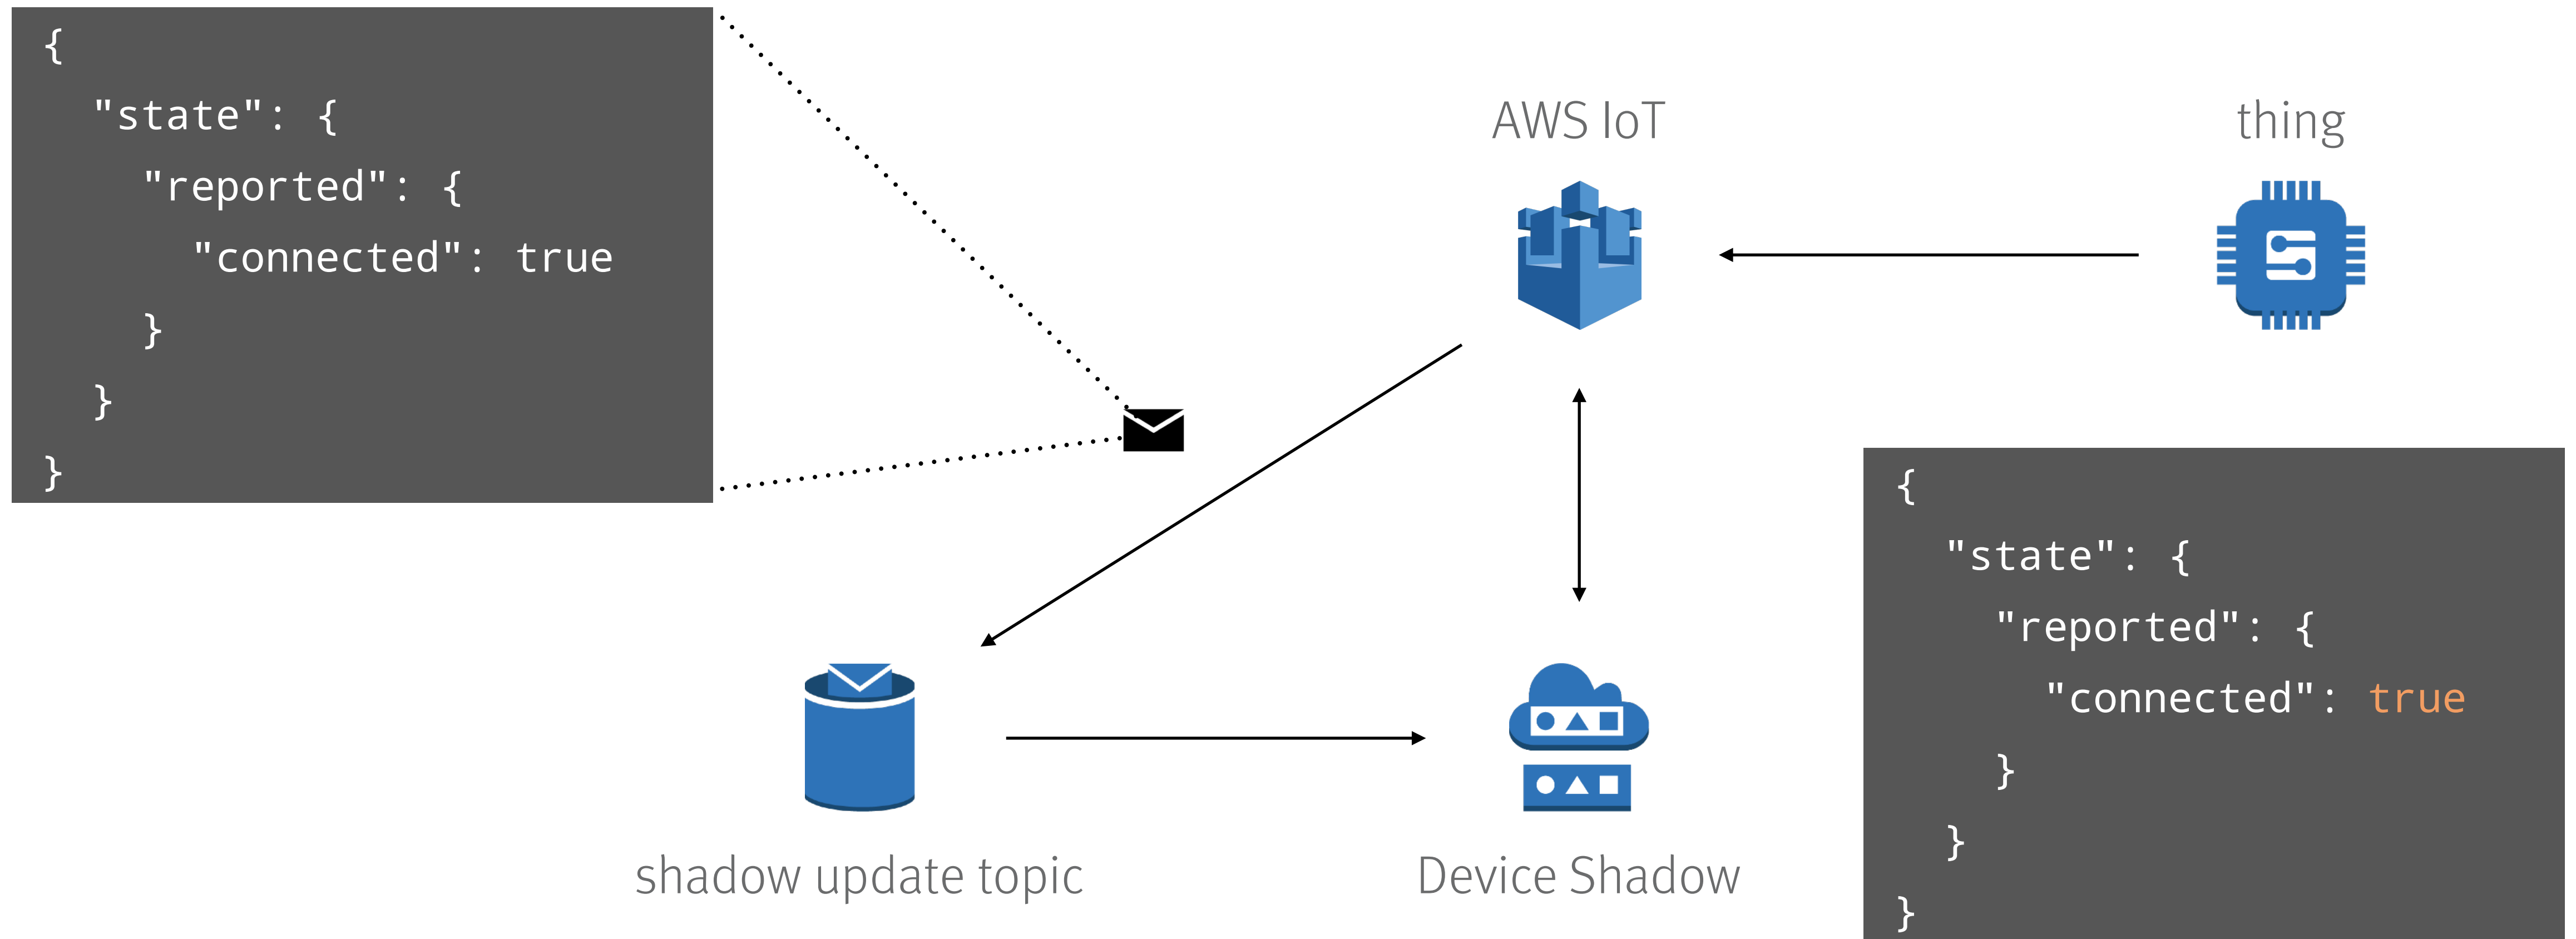 {
  "state": {
    "reported": {
      "connected": true
    }
  }
}
AWS IoT
thing
shadow update topic
Device Shadow
{
  "state": {
    "reported": {
      "connected": true
    }
  }
}